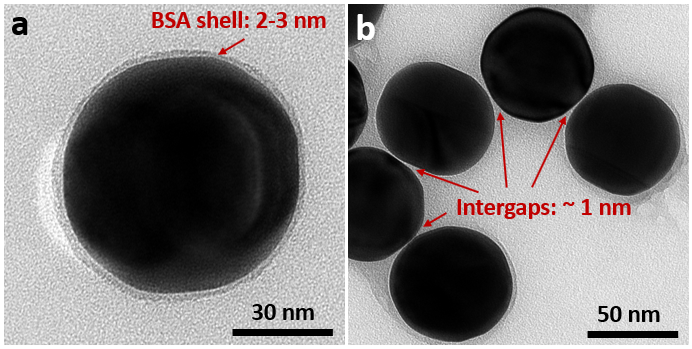 a
BSA shell: 2-3 nm
30 nm
b
Intergaps: ~ 1 nm
50 nm